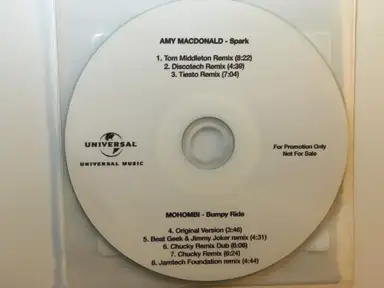 AMY MACDONALD - Spark
1. Tom Middleton Remix (8:22)
2. Discotech Remix (4:39)
3. Tiesto Remix (7:04)
UNIVERSAL
UNIVERSAL MUSIC
For Promotion Only
Not For Sale
MOHOMBI - Bumpy Ride
4. Original Version (3:46)
5. Beat Geek & Jimmy Joker remix (4:31)
6. Chucky Remix Dub (6:06)
7. Chucky Remix (6:24)
8. Jamtech Foundation remix (4:44)